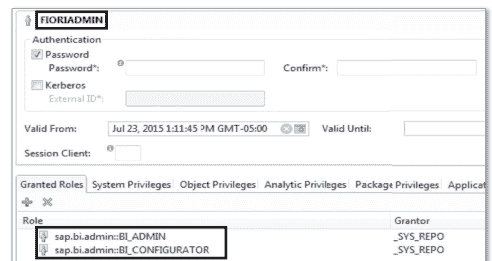 FIORIADMIN
Authentication
Password
Password*: Confirm*:
Kerberos
External ID*:
Valid From: Jul 23, 2015 1:11:45 PM GMT-05:00 Valid Until:
Session Client:
Granted Roles System Privileges Object Privileges Analytic Privileges Package Privileges Applicat
Role Grantor
sap.bi.admin::BI_ADMIN _SYS_REPO
sap.bi.admin::BI_CONFIGURATOR _SYS_REPO